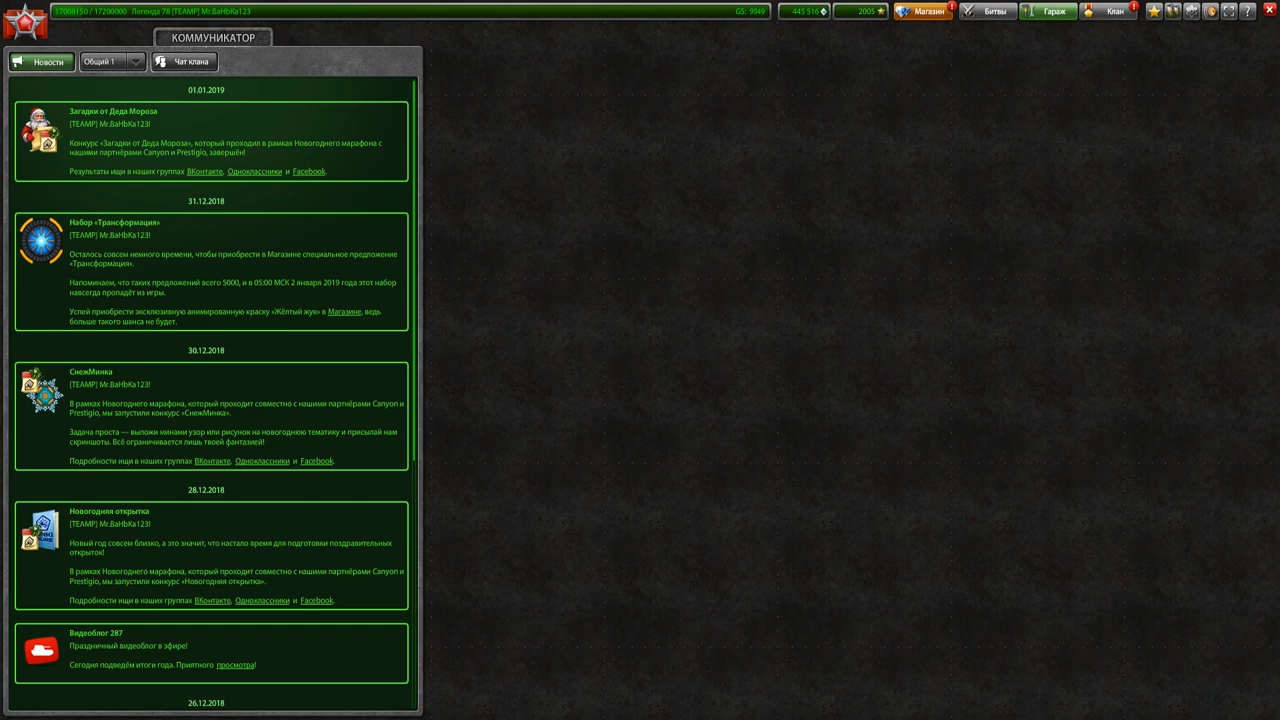 17008150 / 17200000 Легенда 78 [TEAMP] Mr.BaHbKa123
GS: 9949
445 516
2005
Магазин
Битвы
Гараж
Клан
?
КОММУНИКАТОР
Новости
Общий 1
Чат клана
01.01.2019
Загадки от Деда Мороза
[TEAMP] Mr.BaHbKa123!
Конкурс «Загадки от Деда Мороза», который проходил в рамках Новогоднего марафона с
нашими партнёрами Canyon и Prestigio, завершён!
Результаты ищи в наших группах ВКонтакте, Одноклассники и Facebook.
31.12.2018
Набор «Трансформация»
[TEAMP] Mr.BaHbKa123!
Осталось совсем немного времени, чтобы приобрести в Магазине специальное предложение
«Трансформация».
Напоминаем, что таких предложений всего 5000, и в 05:00 МСК 2 января 2019 года этот набор
навсегда пропадёт из игры.
Успей приобрести эксклюзивную анимированную краску «Жёлтый жук» в Магазине, ведь
больше такого шанса не будет.
30.12.2018
СнежМинка
[TEAMP] Mr.BaHbKa123!
В рамках Новогоднего марафона, который проходит совместно с нашими партнёрами Canyon и
Prestigio, мы запустили конкурс «СнежМинка».
Задача проста — выложи минами узор или рисунок на новогоднюю тематику и присылай нам
скриншоты. Всё ограничивается лишь твоей фантазией!
Подробности ищи в наших группах ВКонтакте, Одноклассники и Facebook.
28.12.2018
Новогодняя открытка
[TEAMP] Mr.BaHbKa123!
Новый год совсем близко, а это значит, что настало время для подготовки поздравительных
открыток!
В рамках Новогоднего марафона, который проходит совместно с нашими партнёрами Canyon и
Prestigio, мы запустили конкурс «Новогодняя открытка».
Подробности ищи в наших группах ВКонтакте, Одноклассники и Facebook.
Видеоблог 287
Праздничный видеоблог в эфире!
Сегодня подведём итоги года. Приятного просмотра!
26.12.2018